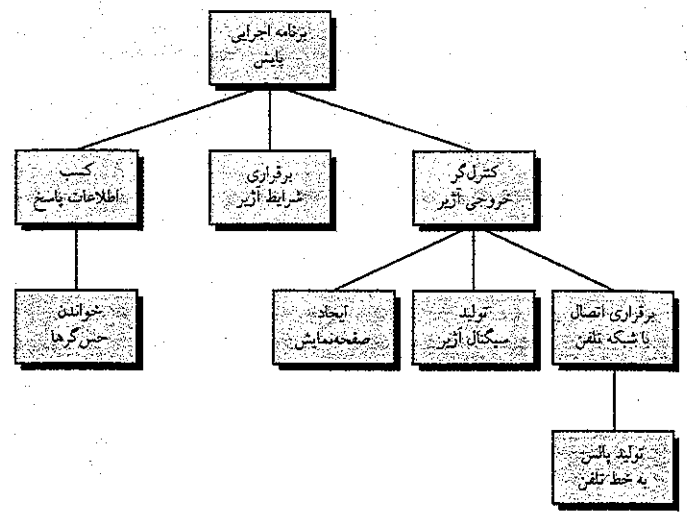 برنامه اجرایی
پایش
کنترل‌گر
خروجی آژیر
برقراری
شرایط آژیر
کسب
اطلاعات پاسخ
برقراری اتصال
با شبکه تلفن
تولید
سیگنال آژیر
ایجاد
صفحه‌نمایش
خواندن
حس‌گرها
تولید پالس
به خط تلفن